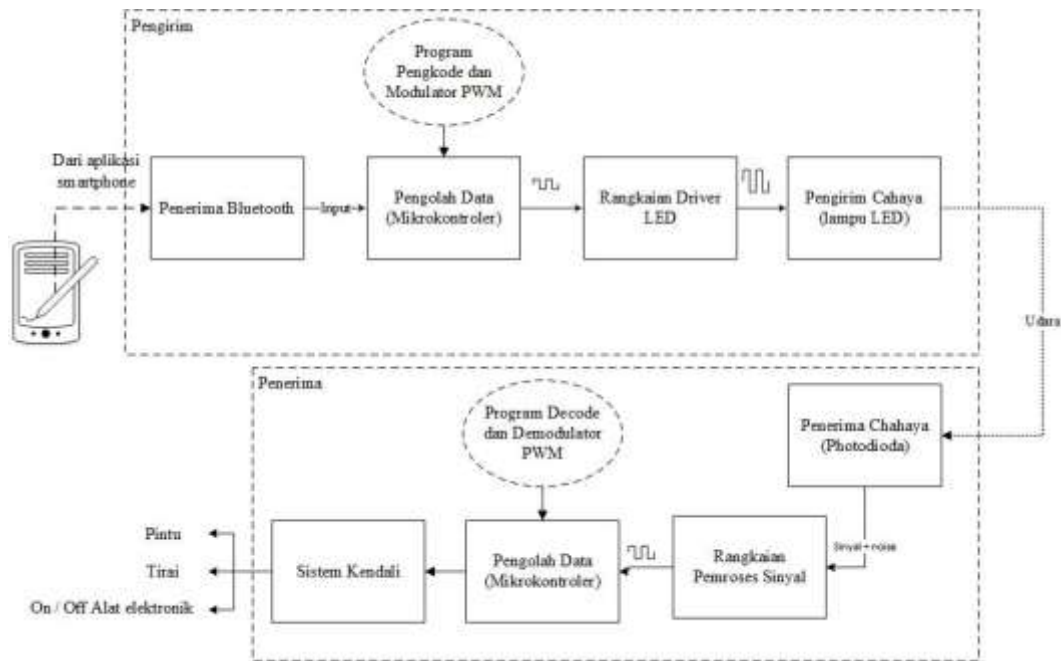 Pengirim
Program
Pengkode dan
Modulator PWM
Dari aplikasi
smartphone
Penerima Bluetooth
Input
Pengolah Data
(Mikrokontroler)
Rangkaian Driver
LED
Pengirim Cahaya
(lampu LED)
Udara
Penerima
Program Decode
dan Demodulator
PWM
Penerima Chahaya
(Photodioda)
Sinyal + noise
Pintu
Tirai
On / Off Alat elektronik
Sistem Kendali
Pengolah Data
(Mikrokontroler)
Rangkaian
Pemroses Sinyal